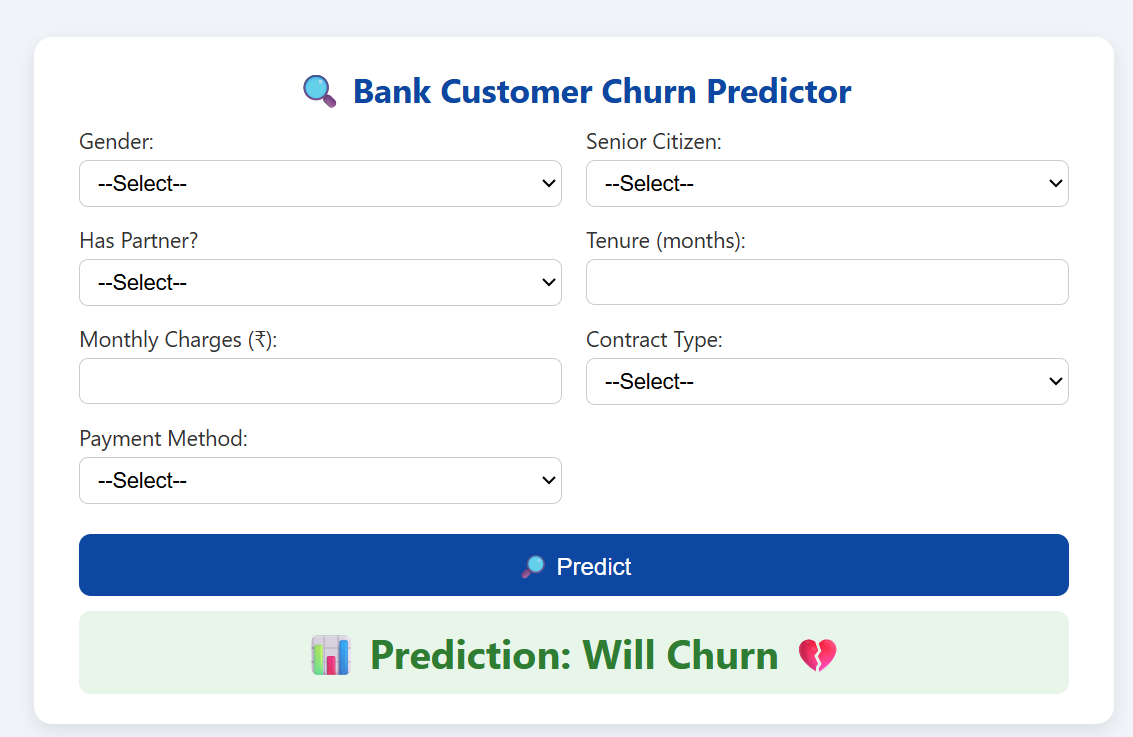 Bank Customer Churn Predictor
Gender:
Senior Citizen:
--Select--
--Select--
Has Partner?
Tenure (months):
--Select--
Monthly Charges (₹):
Contract Type:
--Select--
Payment Method:
--Select--
Predict
Prediction: Will Churn